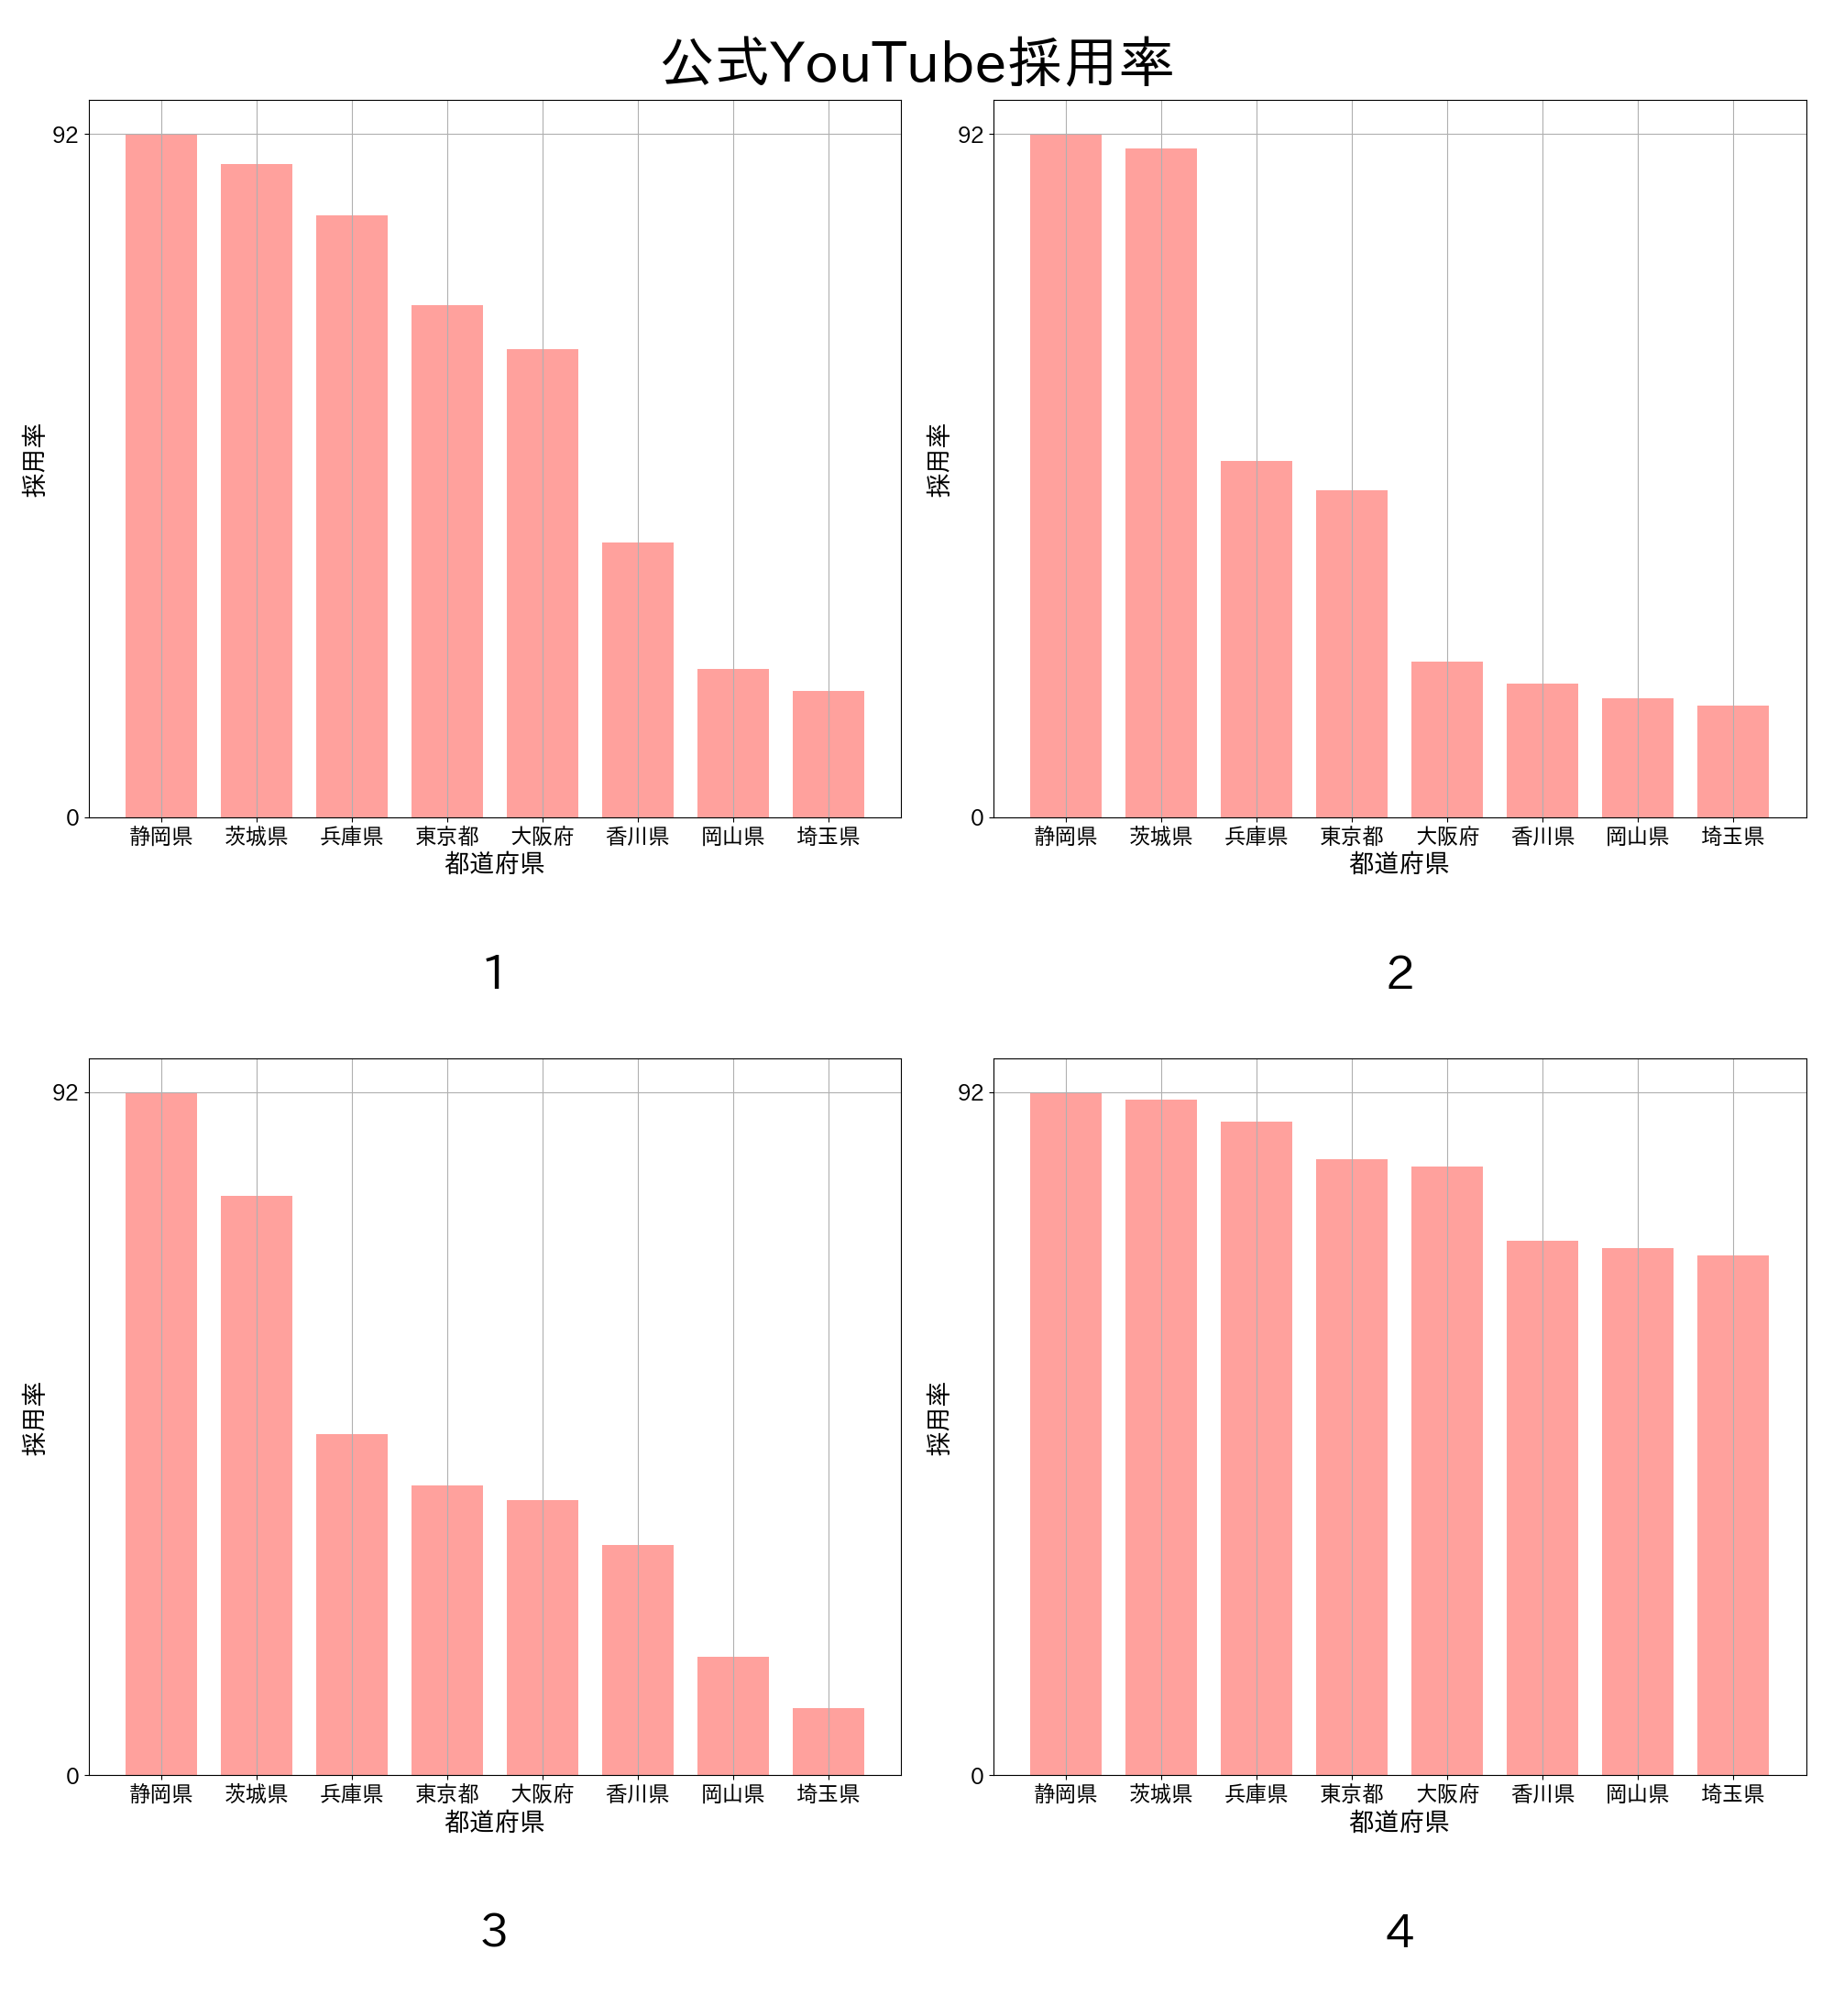 公式YouTube採用率
92
0
採用率
静岡県 茨城県 兵庫県 東京都 大阪府 香川県 岡山県 埼玉県
都道府県
1
92
0
採用率
静岡県 茨城県 兵庫県 東京都 大阪府 香川県 岡山県 埼玉県
都道府県
2
92
0
採用率
静岡県 茨城県 兵庫県 東京都 大阪府 香川県 岡山県 埼玉県
都道府県
3
92
0
採用率
静岡県 茨城県 兵庫県 東京都 大阪府 香川県 岡山県 埼玉県
都道府県
4